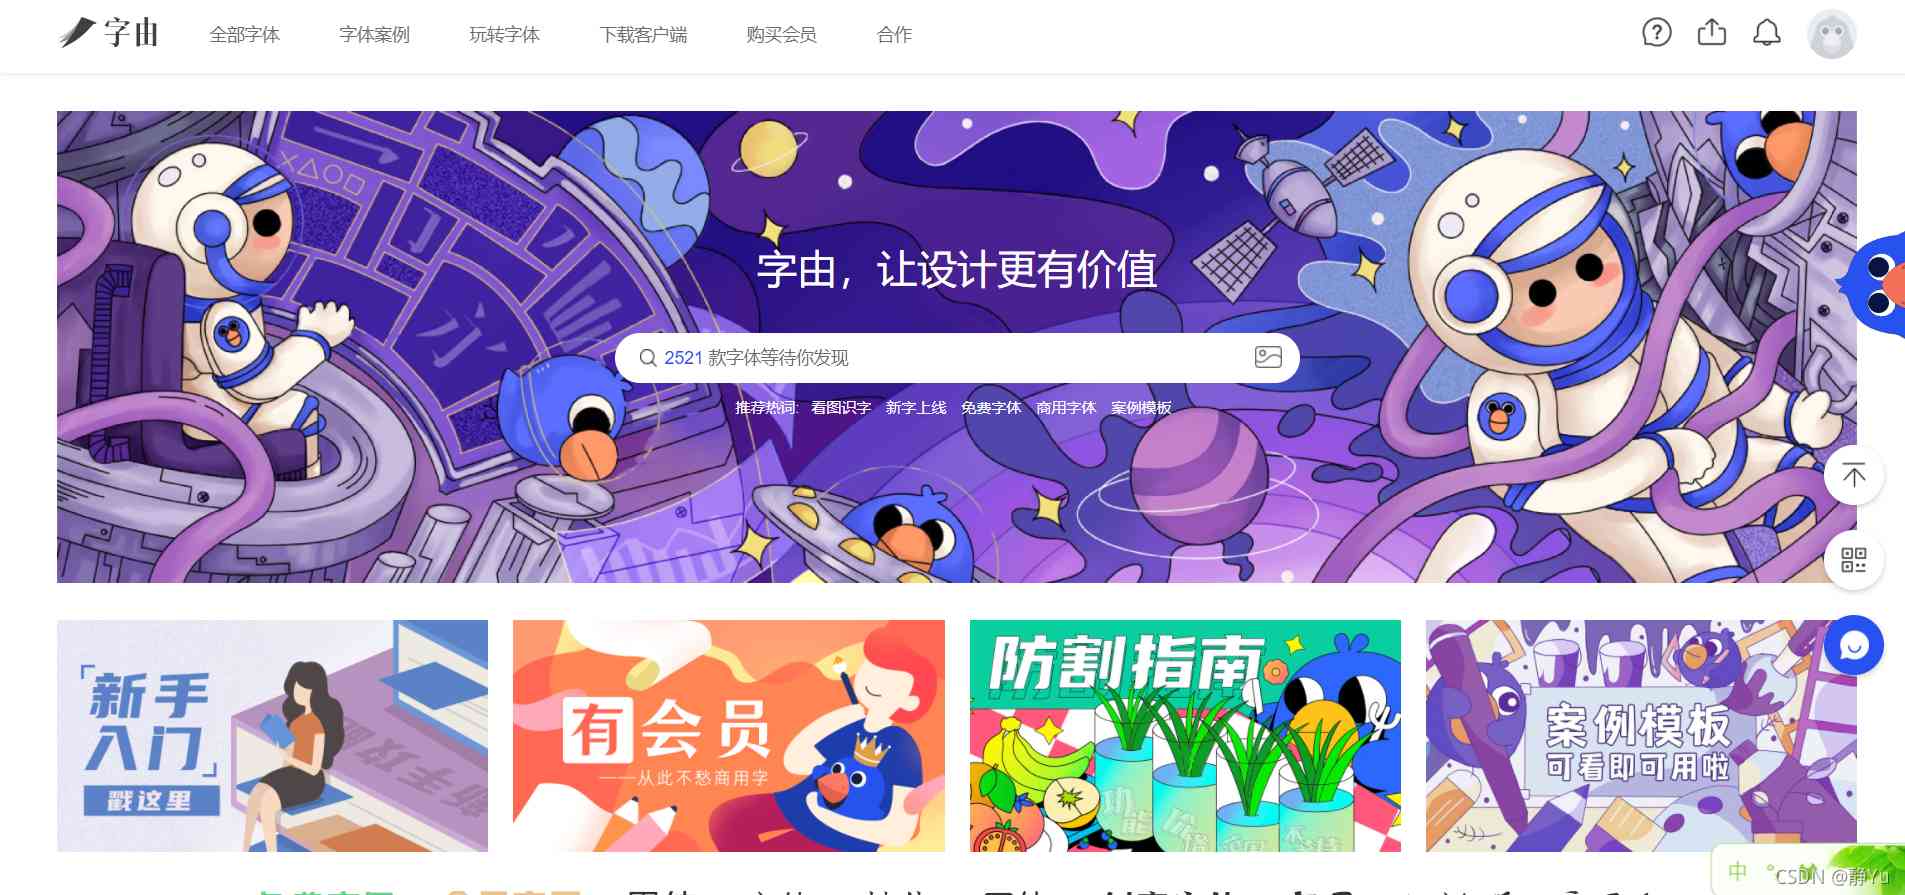 字由 全部字体 字体案例 玩转字体 下载客户端 购买会员 合作
字由，让设计更有价值
2521 款字体等待你发现
推荐热词: 看图识字 新字上线 免费字体 商用字体 案例模板
新手
入门
戳这里
有会员
——从此不愁商用字
防割指南
案例模板
可看即可用啦
中
CSDN @静Yu